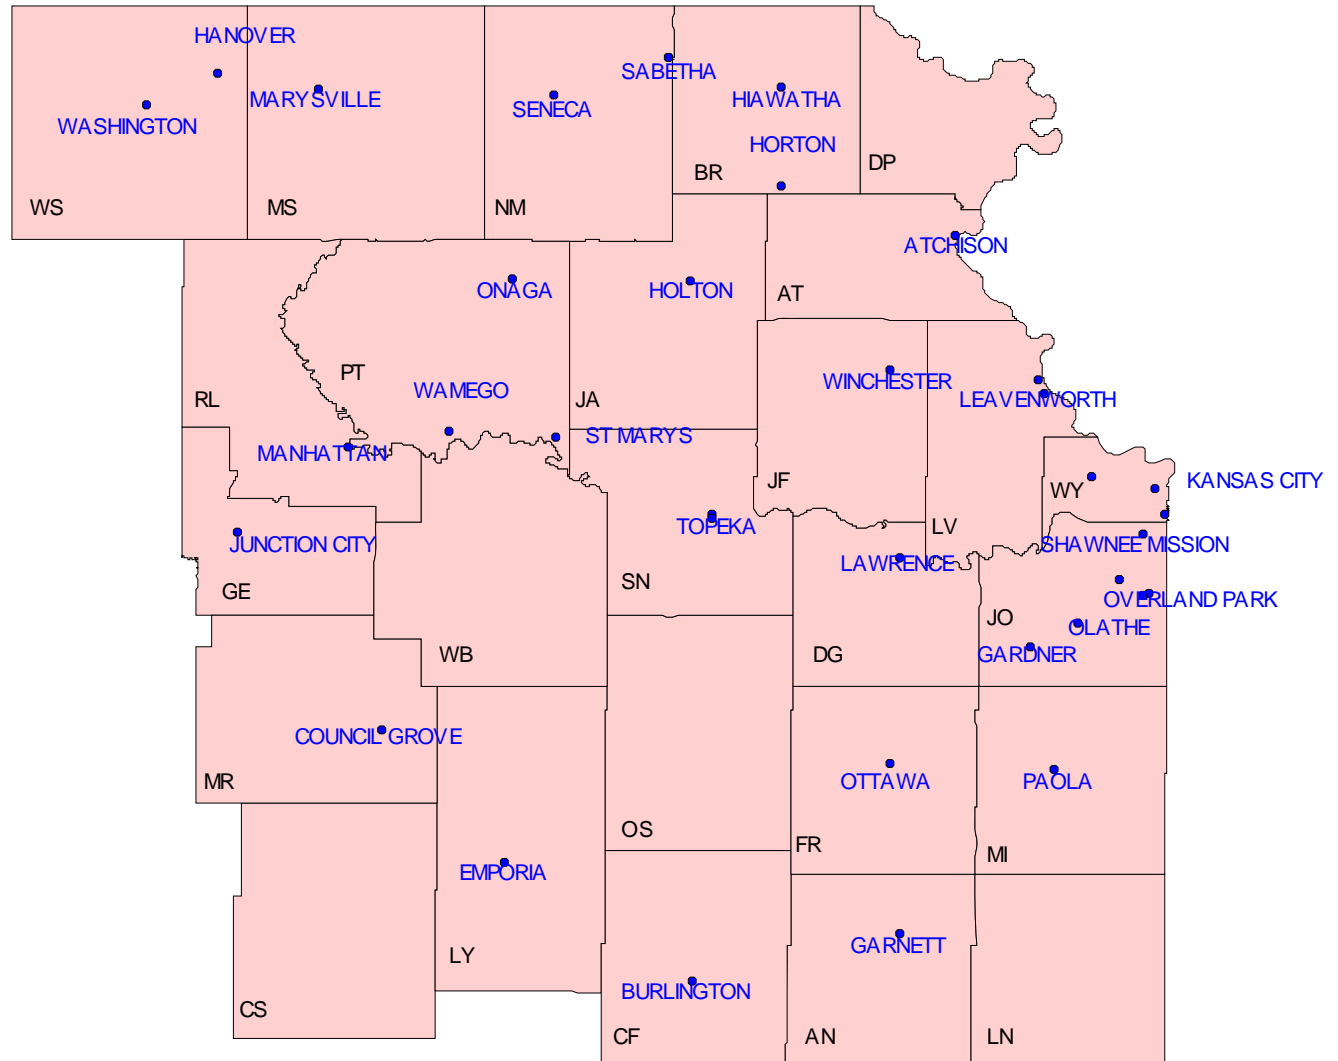 HANOVER
SABETHA
MARYSVILLE
SENECA
HIAWATHA
WASHINGTON
HORTON
DP
BR
WS
MS
NM
ATCHISON
ONAGA
HOLTON
AT
PT
WAMEGO
WINCHESTER
RL
JA
LEAVENWORTH
ST MARYS
MANHATTAN
JF
WY
KANSAS CITY
TOPEKA
LV
JUNCTION CITY
SHAWNEE MISSION
LAWRENCE
SN
GE
OVERLAND PARK
JO
OLATHE
WB
DG
GARDNER
COUNCIL GROVE
MR
OTTAWA
PAOLA
OS
FR
MI
EMPORIA
LY
GARNETT
BURLINGTON
CS
CF
AN
LN